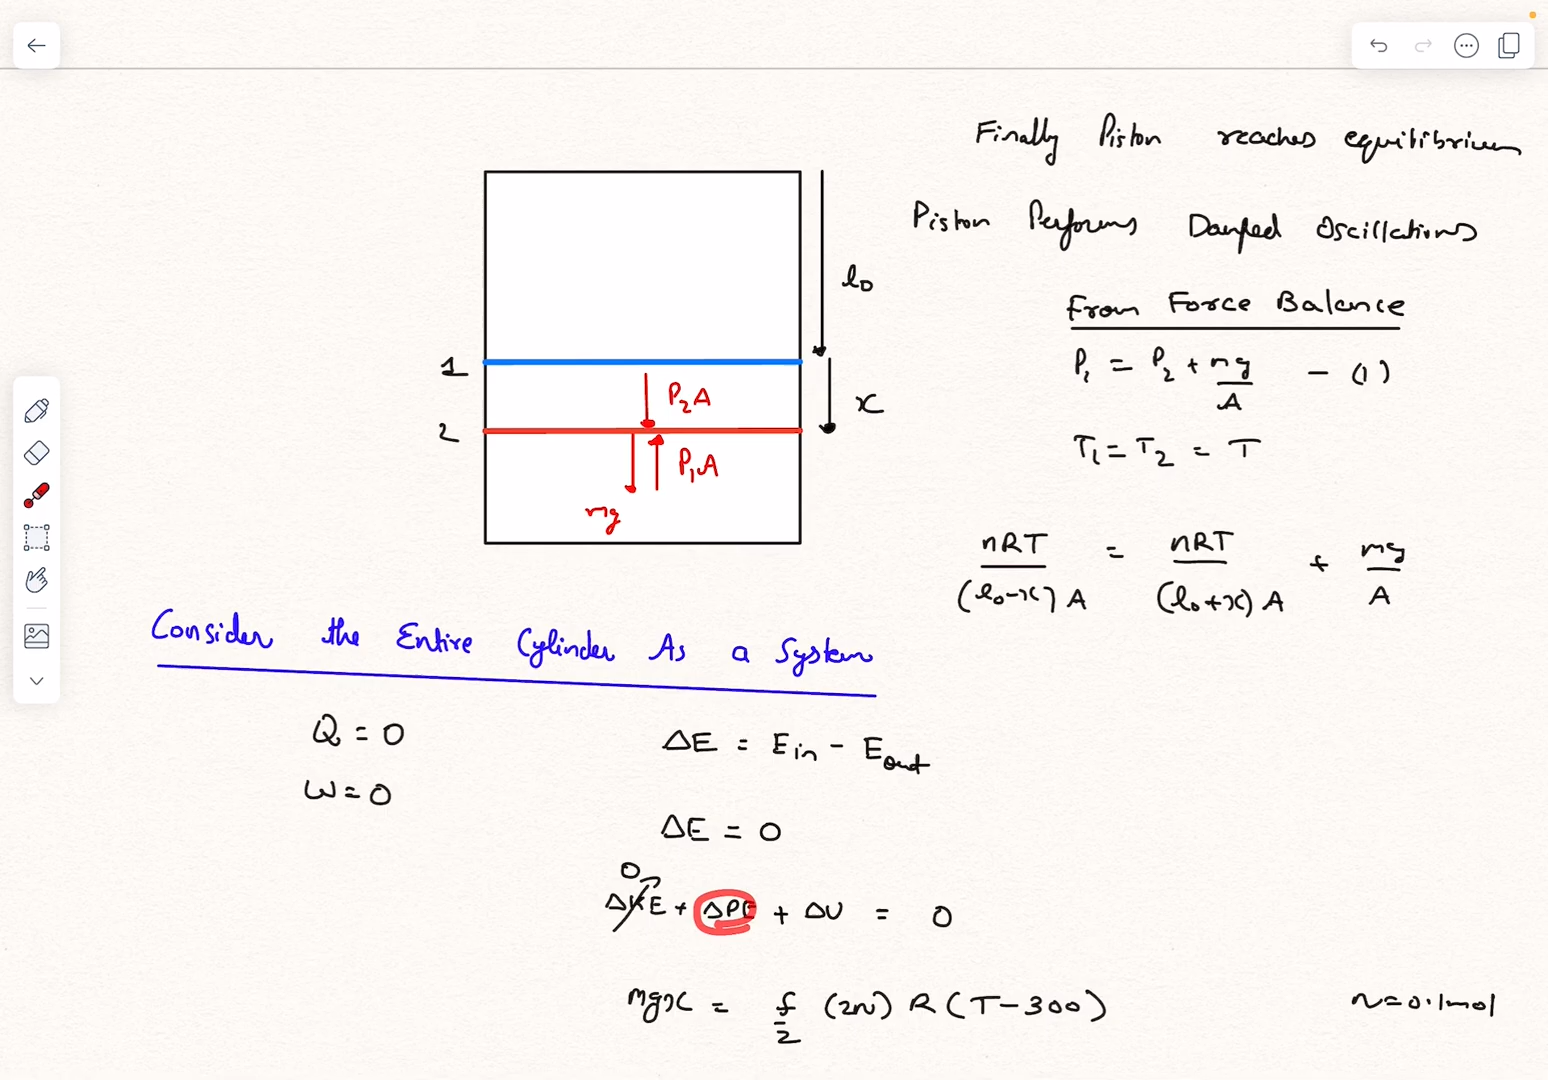 Finally Piston reaches equilibrium
Piston Performs Damped Oscillations
l₀
From Force Balance
1
P₁ = P₂ + mg/A - (1)
P₂A
x
2
T₁ = T₂ = T
P₁A
mg
nRT/(l₀-x)A = nRT/(l₀+x)A + mg/A
Consider the Entire Cylinder As a System
Q = 0
ΔE = Ein - Eout
W = 0
ΔE = 0
0
ΔKE + ΔPE + ΔU = 0
mgx = f/2 (2n) R (T-300)
n=0.1mol